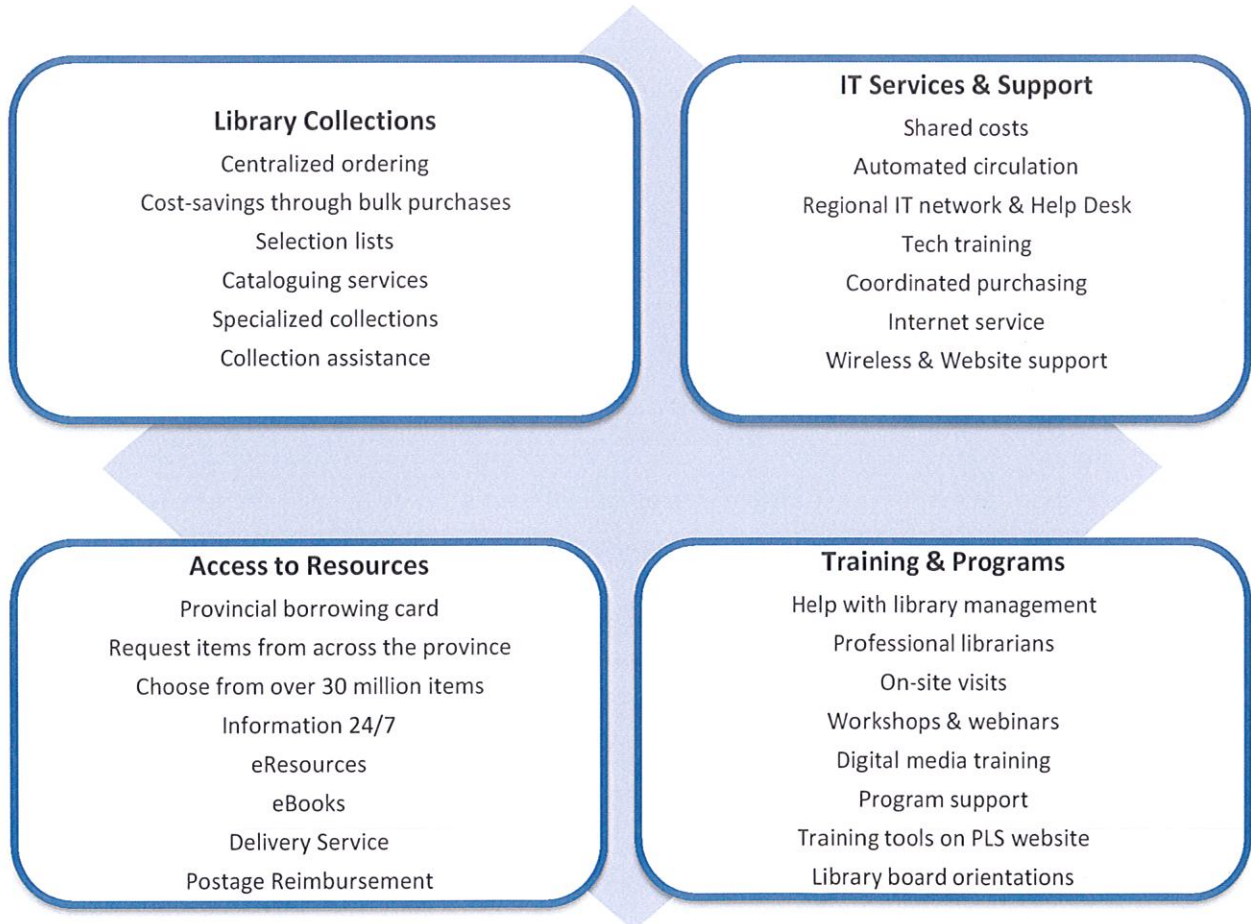 Library Collections
Centralized ordering
Cost-savings through bulk purchases
Selection lists
Cataloguing services
Specialized collections
Collection assistance
IT Services & Support
Shared costs
Automated circulation
Regional IT network & Help Desk
Tech training
Coordinated purchasing
Internet service
Wireless & Website support
Access to Resources
Provincial borrowing card
Request items from across the province
Choose from over 30 million items
Information 24/7
eResources
eBooks
Delivery Service
Postage Reimbursement
Training & Programs
Help with library management
Professional librarians
On-site visits
Workshops & webinars
Digital media training
Program support
Training tools on PLS website
Library board orientations